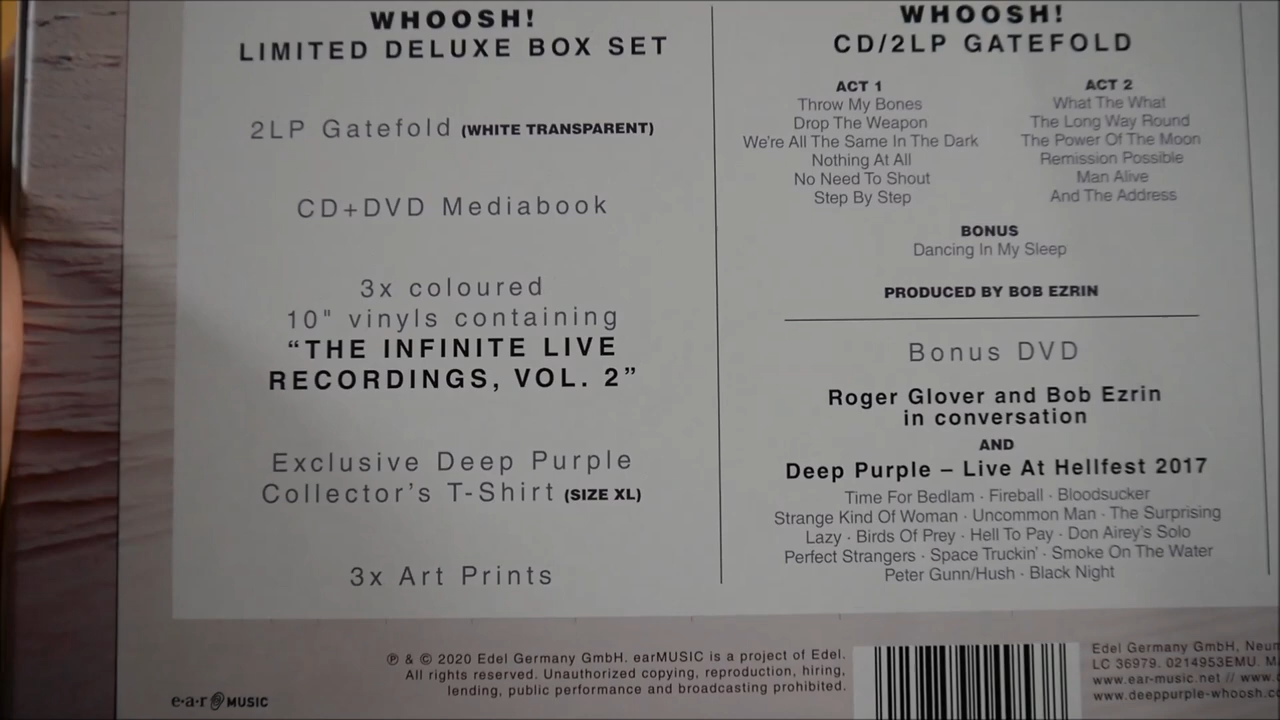 WHOOSH!
LIMITED DELUXE BOX SET
2LP Gatefold (WHITE TRANSPARENT)
CD+DVD Mediabook
3x coloured
10" vinyls containing
“THE INFINITE LIVE
RECORDINGS, VOL. 2”
Exclusive Deep Purple
Collector’s T-Shirt (SIZE XL)
3x Art Prints
WHOOSH!
CD/2LP GATEFOLD
ACT 1
Throw My Bones
Drop The Weapon
We're All The Same In The Dark
Nothing At All
No Need To Shout
Step By Step
ACT 2
What The What
The Long Way Round
The Power Of The Moon
Remission Possible
Man Alive
And The Address
BONUS
Dancing In My Sleep
PRODUCED BY BOB EZRIN
Bonus DVD
Roger Glover and Bob Ezrin
in conversation
AND
Deep Purple – Live At Hellfest 2017
Time For Bedlam · Fireball · Bloodsucker
Strange Kind Of Woman · Uncommon Man · The Surprising
Lazy · Birds Of Prey · Hell To Pay · Don Airey's Solo
Perfect Strangers · Space Truckin' · Smoke On The Water
Peter Gunn/Hush · Black Night
e·a·r MUSIC
℗ & © 2020 Edel Germany GmbH. earMUSIC is a project of Edel.
All rights reserved. Unauthorized copying, reproduction, hiring,
lending, public performance and broadcasting prohibited.
Edel Germany GmbH,
LC 36979. 0214953EMU.
www.ear-music.net //
www.deeppurple-whoosh.c